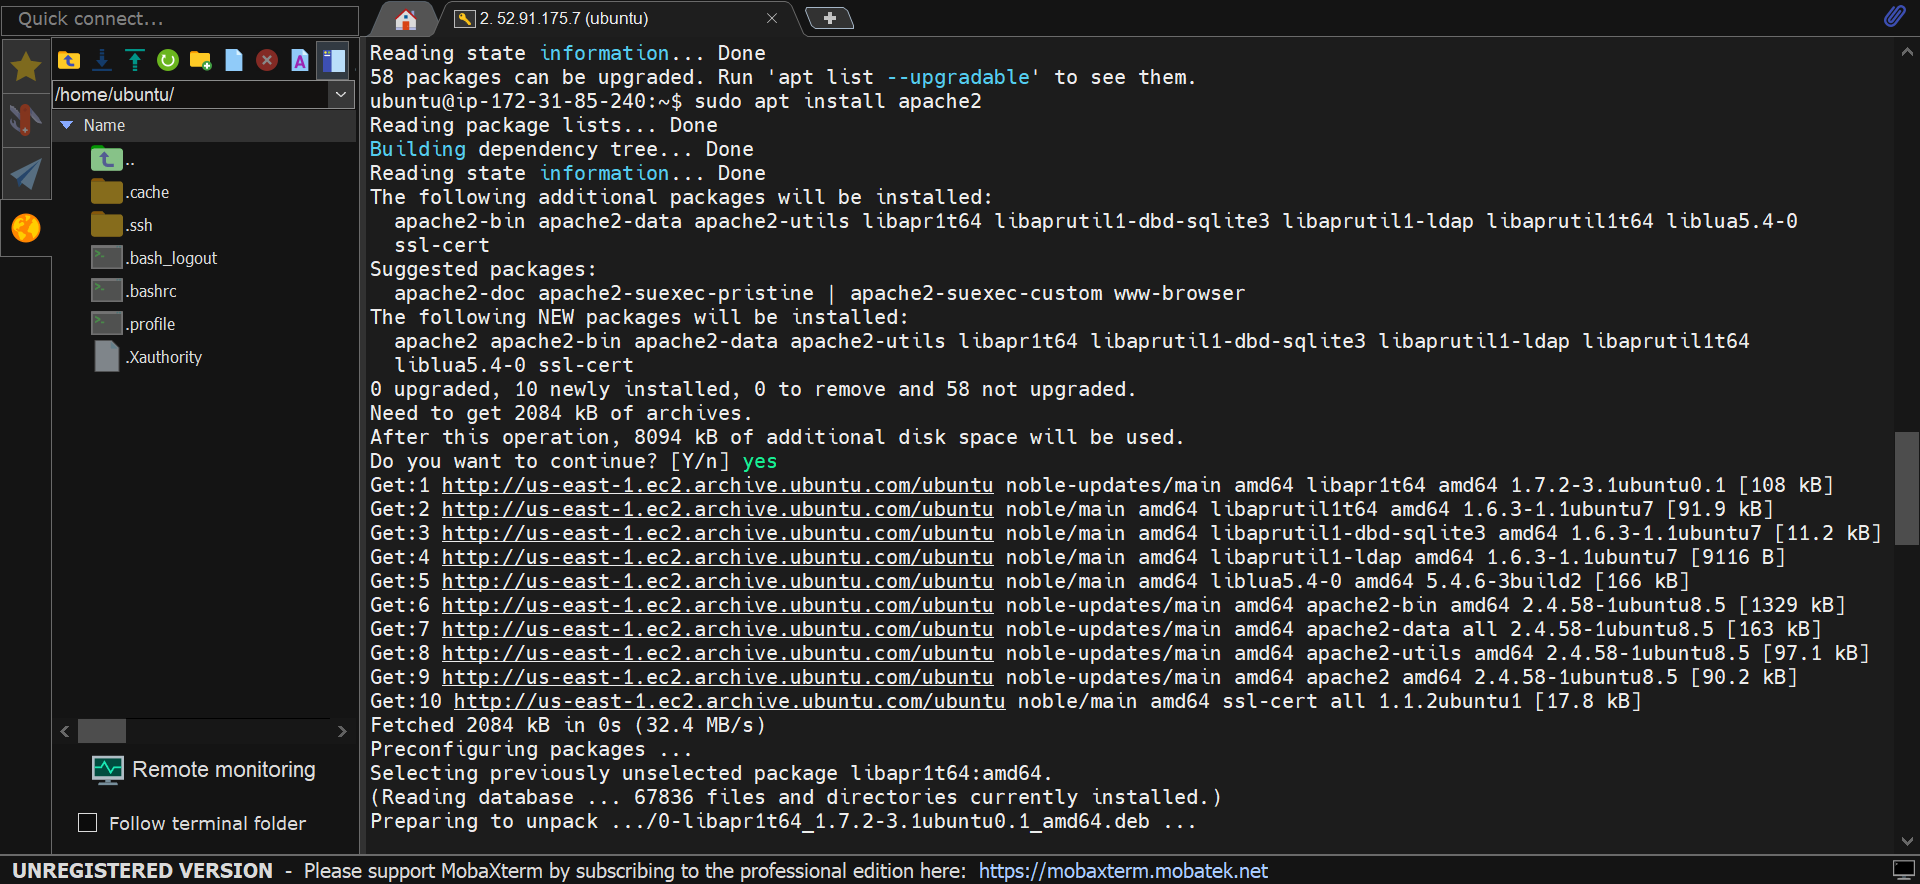 Quick connect...
2. 52.91.175.7 (ubuntu)
/home/ubuntu/
Name
..
.cache
.ssh
.bash_logout
.bashrc
.profile
.Xauthority
Remote monitoring
Follow terminal folder
Reading state information... Done
58 packages can be upgraded. Run 'apt list --upgradable' to see them.
ubuntu@ip-172-31-85-240:~$ sudo apt install apache2
Reading package lists... Done
Building dependency tree... Done
Reading state information... Done
The following additional packages will be installed:
  apache2-bin apache2-data apache2-utils libapr1t64 libaprutil1-dbd-sqlite3 libaprutil1-ldap libaprutil1t64 liblua5.4-0
  ssl-cert
Suggested packages:
  apache2-doc apache2-suexec-pristine | apache2-suexec-custom www-browser
The following NEW packages will be installed:
  apache2 apache2-bin apache2-data apache2-utils libapr1t64 libaprutil1-dbd-sqlite3 libaprutil1-ldap libaprutil1t64
  liblua5.4-0 ssl-cert
0 upgraded, 10 newly installed, 0 to remove and 58 not upgraded.
Need to get 2084 kB of archives.
After this operation, 8094 kB of additional disk space will be used.
Do you want to continue? [Y/n] yes
Get:1 http://us-east-1.ec2.archive.ubuntu.com/ubuntu noble-updates/main amd64 libapr1t64 amd64 1.7.2-3.1ubuntu0.1 [108 kB]
Get:2 http://us-east-1.ec2.archive.ubuntu.com/ubuntu noble/main amd64 libaprutil1t64 amd64 1.6.3-1.1ubuntu7 [91.9 kB]
Get:3 http://us-east-1.ec2.archive.ubuntu.com/ubuntu noble/main amd64 libaprutil1-dbd-sqlite3 amd64 1.6.3-1.1ubuntu7 [11.2 kB]
Get:4 http://us-east-1.ec2.archive.ubuntu.com/ubuntu noble/main amd64 libaprutil1-ldap amd64 1.6.3-1.1ubuntu7 [9116 B]
Get:5 http://us-east-1.ec2.archive.ubuntu.com/ubuntu noble/main amd64 liblua5.4-0 amd64 5.4.6-3build2 [166 kB]
Get:6 http://us-east-1.ec2.archive.ubuntu.com/ubuntu noble-updates/main amd64 apache2-bin amd64 2.4.58-1ubuntu8.5 [1329 kB]
Get:7 http://us-east-1.ec2.archive.ubuntu.com/ubuntu noble-updates/main amd64 apache2-data all 2.4.58-1ubuntu8.5 [163 kB]
Get:8 http://us-east-1.ec2.archive.ubuntu.com/ubuntu noble-updates/main amd64 apache2-utils amd64 2.4.58-1ubuntu8.5 [97.1 kB]
Get:9 http://us-east-1.ec2.archive.ubuntu.com/ubuntu noble-updates/main amd64 apache2 amd64 2.4.58-1ubuntu8.5 [90.2 kB]
Get:10 http://us-east-1.ec2.archive.ubuntu.com/ubuntu noble/main amd64 ssl-cert all 1.1.2ubuntu1 [17.8 kB]
Fetched 2084 kB in 0s (32.4 MB/s)
Preconfiguring packages ...
Selecting previously unselected package libapr1t64:amd64.
(Reading database ... 67836 files and directories currently installed.)
Preparing to unpack .../0-libapr1t64_1.7.2-3.1ubuntu0.1_amd64.deb ...
UNREGISTERED VERSION - Please support MobaXterm by subscribing to the professional edition here: https://mobaxterm.mobatek.net